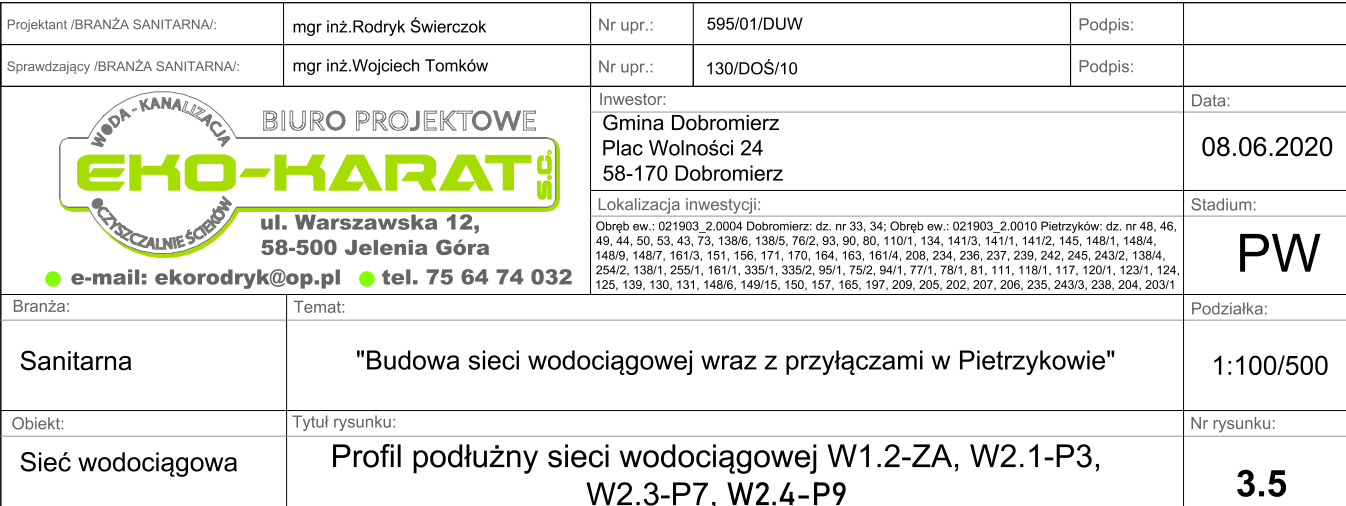 Projektant /BRANŻA SANITARNA/: mgr inż.Rodryk Świerczok Nr upr.: 595/01/DUW Podpis:
Sprawdzający /BRANŻA SANITARNA/: mgr inż.Wojciech Tomków Nr upr.: 130/DOŚ/10 Podpis:
WODA - KANALIZACJA
BIURO PROJEKTOWE
EKO-KARAT s.c.
OCZYSZCZALNIE ŚCIEKÓW
ul. Warszawska 12,
58-500 Jelenia Góra
e-mail: ekorodryk@op.pl tel. 75 64 74 032
Inwestor:
Gmina Dobromierz
Plac Wolności 24
58-170 Dobromierz
Data:
08.06.2020
Lokalizacja inwestycji:
Obręb ew.: 021903_2.0004 Dobromierz: dz. nr 33, 34; Obręb ew.: 021903_2.0010 Pietrzyków: dz. nr 48, 46,
49, 44, 50, 53, 43, 73, 138/6, 138/5, 76/2, 93, 90, 80, 110/1, 134, 141/3, 141/1, 141/2, 145, 148/1, 148/4,
148/9, 148/7, 161/3, 151, 156, 171, 170, 164, 163, 161/4, 208, 234, 236, 237, 239, 242, 245, 243/2, 138/4,
254/2, 138/1, 255/1, 161/1, 335/1, 335/2, 95/1, 75/2, 94/1, 77/1, 78/1, 81, 111, 118/1, 117, 120/1, 123/1, 124,
125, 139, 130, 131, 148/6, 149/15, 150, 157, 165, 197, 209, 205, 202, 207, 206, 235, 243/3, 238, 204, 203/1
Stadium:
PW
Branża:
Sanitarna
Temat:
"Budowa sieci wodociągowej wraz z przyłączami w Pietrzykowie"
Podziałka:
1:100/500
Obiekt:
Sieć wodociągowa
Tytuł rysunku:
Profil podłużny sieci wodociągowej W1.2-ZA, W2.1-P3,
W2.3-P7, W2.4-P9
Nr rysunku:
3.5